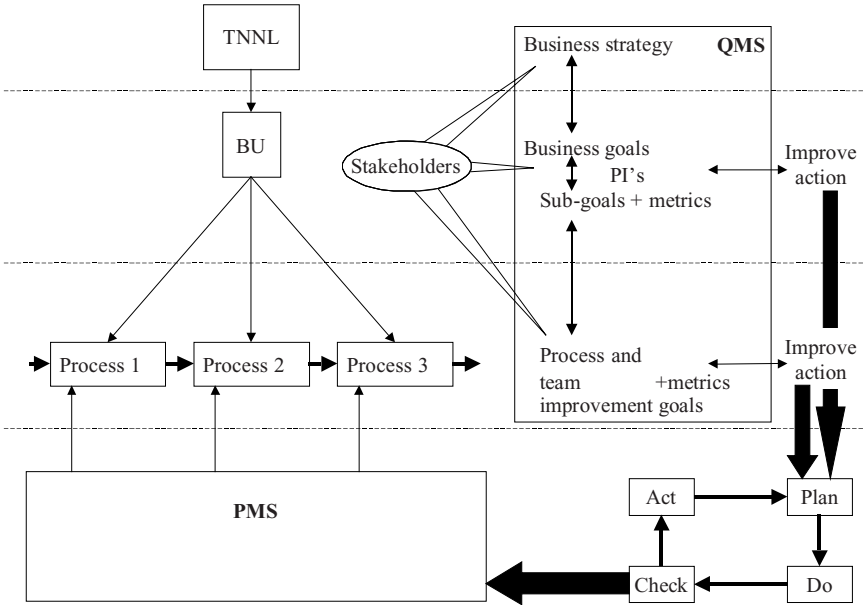 TNNL
BU
Process 1
Process 2
Process 3
PMS
Stakeholders
Business strategy
QMS
Business goals
PI’s
Sub-goals + metrics
Process and
team +metrics
improvement goals
Improve
action
Improve
action
Act
Plan
Check
Do